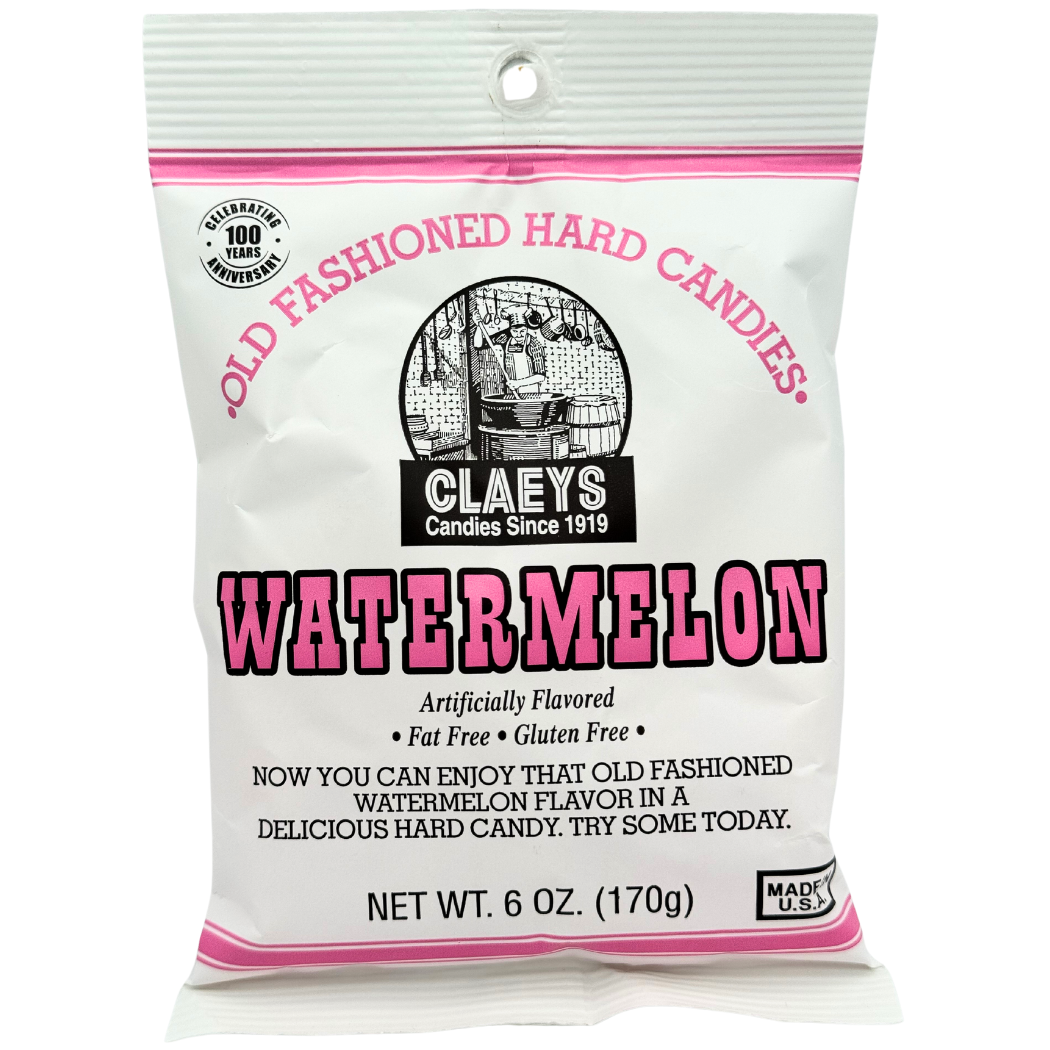 CELEBRATING
100
YEARS
ANNIVERSARY
•OLD FASHIONED HARD CANDIES•
CLAEYS
Candies Since 1919
WATERMELON
Artificially Flavored
• Fat Free • Gluten Free •
NOW YOU CAN ENJOY THAT OLD FASHIONED
WATERMELON FLAVOR IN A
DELICIOUS HARD CANDY. TRY SOME TODAY.
NET WT. 6 OZ. (170g)
MADE IN
U.S.A.